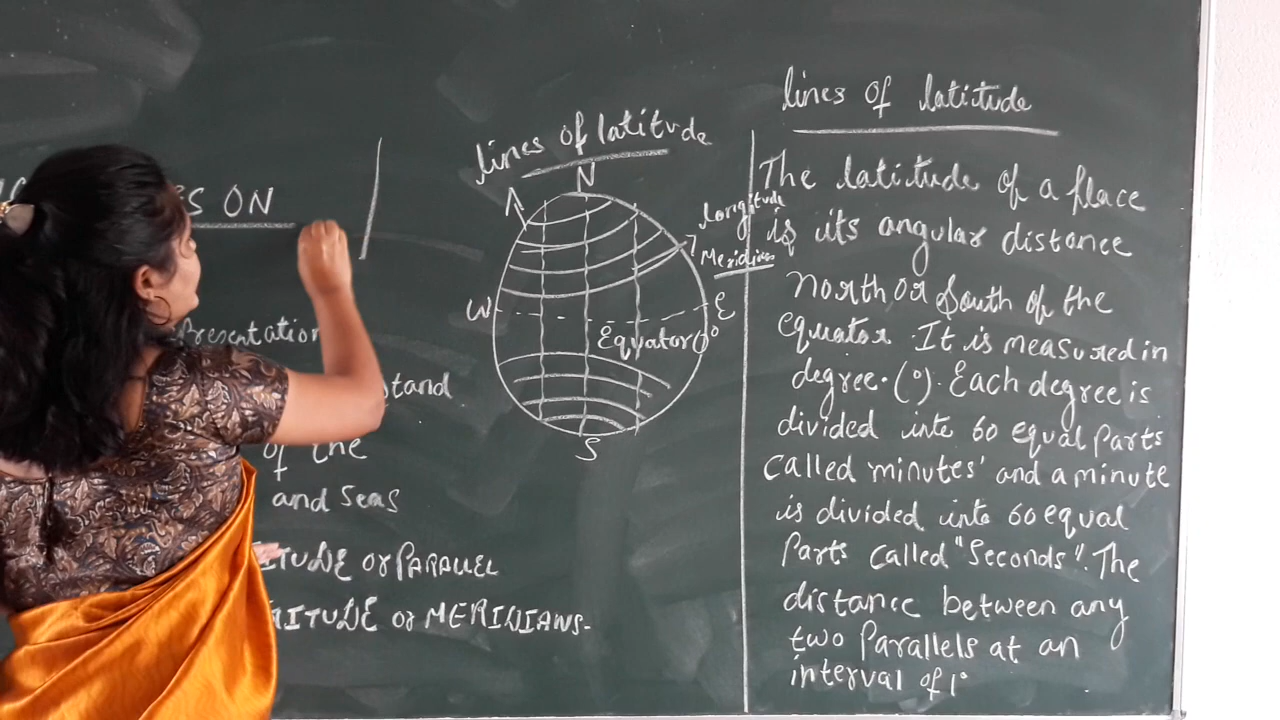 ES ON
Presentation
stand
of the
and Seas
ITUDE or PARALLEL
ITUDE or MERIDIANS-
lines of latitude
N
Longitude
Meridians
W
E
Equator 0°
S
lines of latitude
The latitude of a place
is its angular distance
North or South of the
equator. It is measured in
degree. (°). Each degree is
divided into 60 equal Parts
Called 'minutes' and a minute
is divided into 60 equal
Parts called "Seconds". The
distance between any
two Parallels at an
interval of 1°